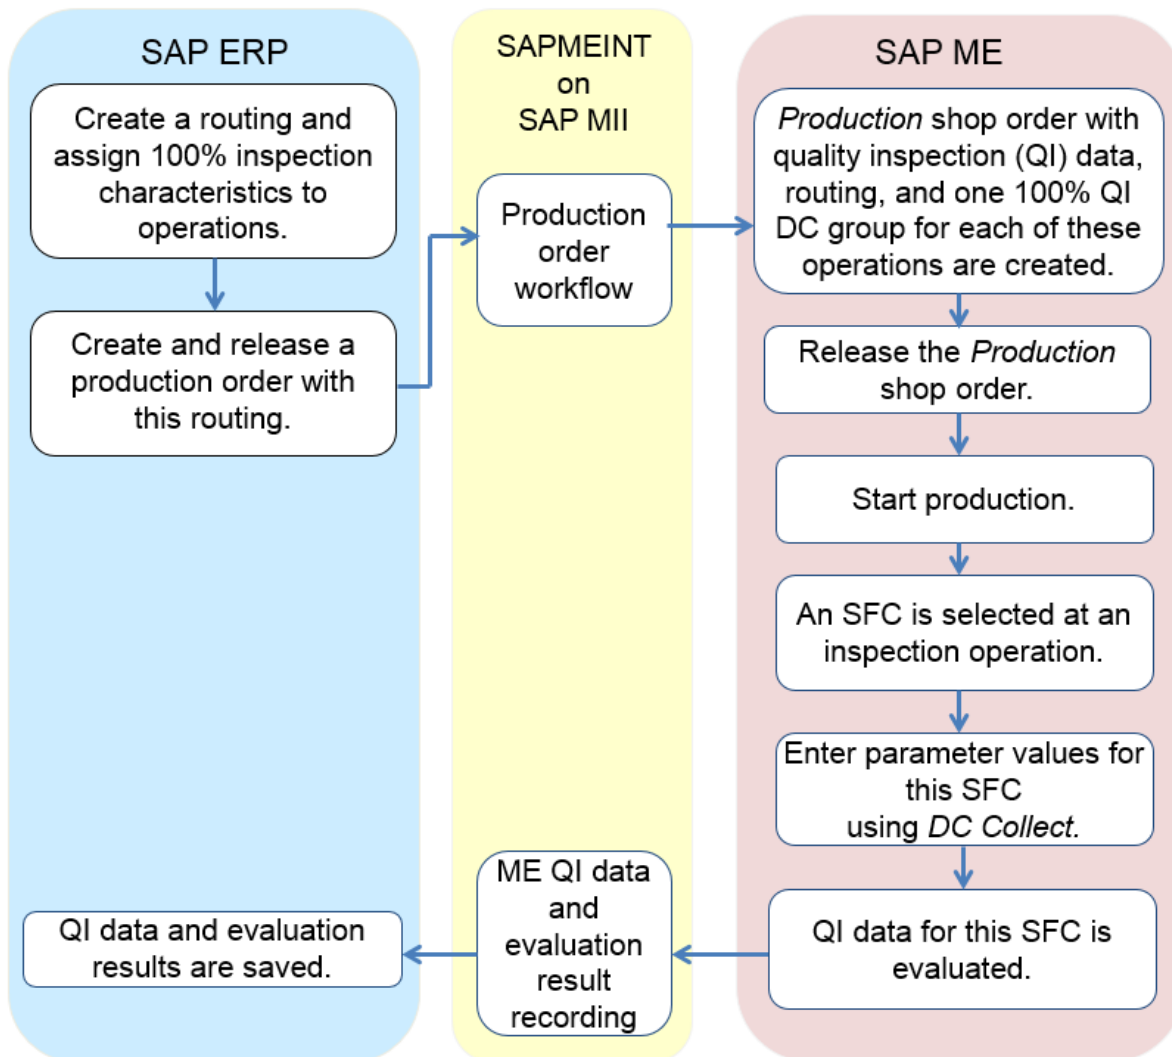 SAP ERP
Create a routing and
assign 100% inspection
characteristics to
operations.
Create and release a
production order with
this routing.
QI data and evaluation
results are saved.
SAPMEINT
on
SAP MII
Production
order
workflow
ME QI data
and
evaluation
result
recording
SAP ME
Production shop order with
quality inspection (QI) data,
routing, and one 100% QI
DC group for each of these
operations are created.
Release the Production
shop order.
Start production.
An SFC is selected at an
inspection operation.
Enter parameter values for
this SFC
using DC Collect.
QI data for this SFC is
evaluated.